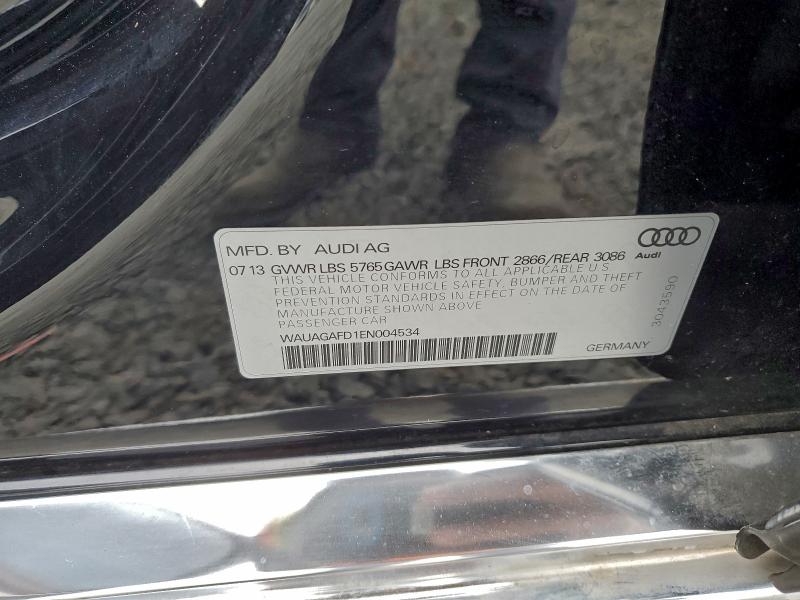 MFD. BY AUDI AG
Audi
07 13 GVWR LBS 5765 GAWR LBS FRONT 2866/REAR 3086
THIS VEHICLE CONFORMS TO ALL APPLICABLE U S
FEDERAL MOTOR VEHICLE SAFETY, BUMPER AND THEFT
PREVENTION STANDARDS IN EFFECT ON THE DATE OF
MANUFACTURE SHOWN ABOVE
PASSENGER CAR
WAUAGAFD1EN004534
GERMANY
3043590